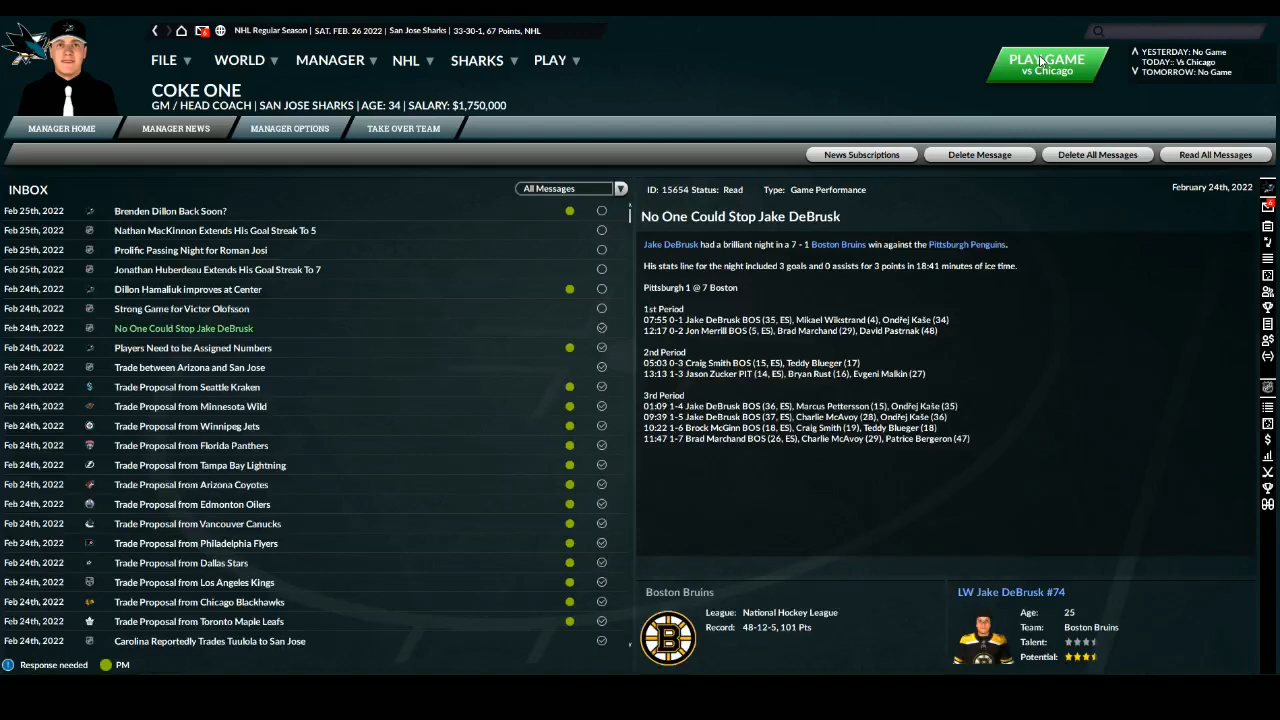 NHL Regular Season | SAT. FEB. 26 2022 | San Jose Sharks | 33-30-1, 67 Points, NHL
FILE WORLD MANAGER NHL SHARKS PLAY
PLAY GAME
vs Chicago
YESTERDAY: No Game
TODAY:: Vs Chicago
TOMORROW: No Game
COKE ONE
GM / HEAD COACH | SAN JOSE SHARKS | AGE: 34 | SALARY: $1,750,000
MANAGER HOME MANAGER NEWS MANAGER OPTIONS TAKE OVER TEAM
News Subscriptions Delete Message Delete All Messages Read All Messages
INBOX All Messages
Feb 25th, 2022 Brenden Dillon Back Soon?
Feb 25th, 2022 Nathan MacKinnon Extends His Goal Streak To 5
Feb 25th, 2022 Prolific Passing Night for Roman Josi
Feb 25th, 2022 Jonathan Huberdeau Extends His Goal Streak To 7
Feb 24th, 2022 Dillon Hamaliuk improves at Center
Feb 24th, 2022 Strong Game for Victor Olofsson
Feb 24th, 2022 No One Could Stop Jake DeBrusk
Feb 24th, 2022 Players Need to be Assigned Numbers
Feb 24th, 2022 Trade between Arizona and San Jose
Feb 24th, 2022 Trade Proposal from Seattle Kraken
Feb 24th, 2022 Trade Proposal from Minnesota Wild
Feb 24th, 2022 Trade Proposal from Winnipeg Jets
Feb 24th, 2022 Trade Proposal from Florida Panthers
Feb 24th, 2022 Trade Proposal from Tampa Bay Lightning
Feb 24th, 2022 Trade Proposal from Arizona Coyotes
Feb 24th, 2022 Trade Proposal from Edmonton Oilers
Feb 24th, 2022 Trade Proposal from Vancouver Canucks
Feb 24th, 2022 Trade Proposal from Philadelphia Flyers
Feb 24th, 2022 Trade Proposal from Dallas Stars
Feb 24th, 2022 Trade Proposal from Los Angeles Kings
Feb 24th, 2022 Trade Proposal from Chicago Blackhawks
Feb 24th, 2022 Trade Proposal from Toronto Maple Leafs
Feb 24th, 2022 Carolina Reportedly Trades Tuulola to San Jose
Response needed PM
ID: 15654 Status: Read Type: Game Performance February 24th, 2022
No One Could Stop Jake DeBrusk
Jake DeBrusk had a brilliant night in a 7 - 1 Boston Bruins win against the Pittsburgh Penguins.
His stats line for the night included 3 goals and 0 assists for 3 points in 18:41 minutes of ice time.
Pittsburgh 1 @ 7 Boston
1st Period
07:55 0-1 Jake DeBrusk BOS (35, ES), Mikael Wikstrand (4), Ondřej Kaše (34)
12:17 0-2 Jon Merrill BOS (5, ES), Brad Marchand (29), David Pastrnak (48)
2nd Period
05:03 0-3 Craig Smith BOS (15, ES), Teddy Blueger (17)
13:13 1-3 Jason Zucker PIT (14, ES), Bryan Rust (16), Evgeni Malkin (27)
3rd Period
01:09 1-4 Jake DeBrusk BOS (36, ES), Marcus Pettersson (15), Ondřej Kaše (35)
09:39 1-5 Jake DeBrusk BOS (37, ES), Charlie McAvoy (28), Ondřej Kaše (36)
10:22 1-6 Brock McGinn BOS (18, ES), Craig Smith (19), Teddy Blueger (18)
11:47 1-7 Brad Marchand BOS (26, ES), Charlie McAvoy (29), Patrice Bergeron (47)
Boston Bruins
League: National Hockey League
Record: 48-12-5, 101 Pts
LW Jake DeBrusk #74
Age: 25
Team: Boston Bruins
Talent:
Potential: